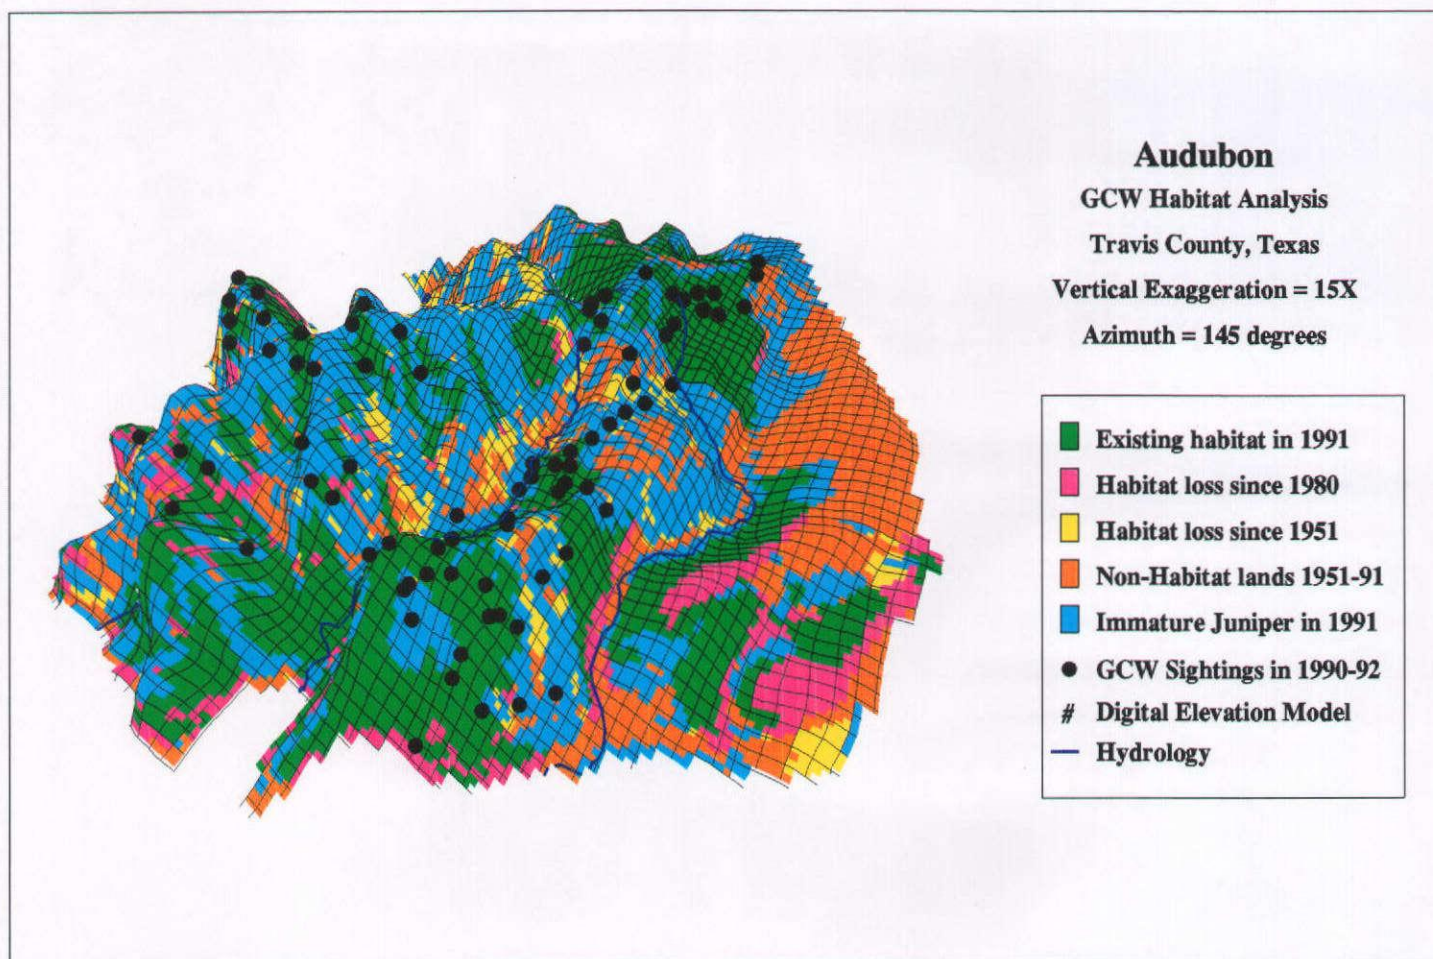 Audubon
GCW Habitat Analysis
Travis County, Texas
Vertical Exaggeration = 15X
Azimuth = 145 degrees
Existing habitat in 1991
Habitat loss since 1980
Habitat loss since 1951
Non-Habitat lands 1951-91
Immature Juniper in 1991
GCW Sightings in 1990-92
# Digital Elevation Model
Hydrology